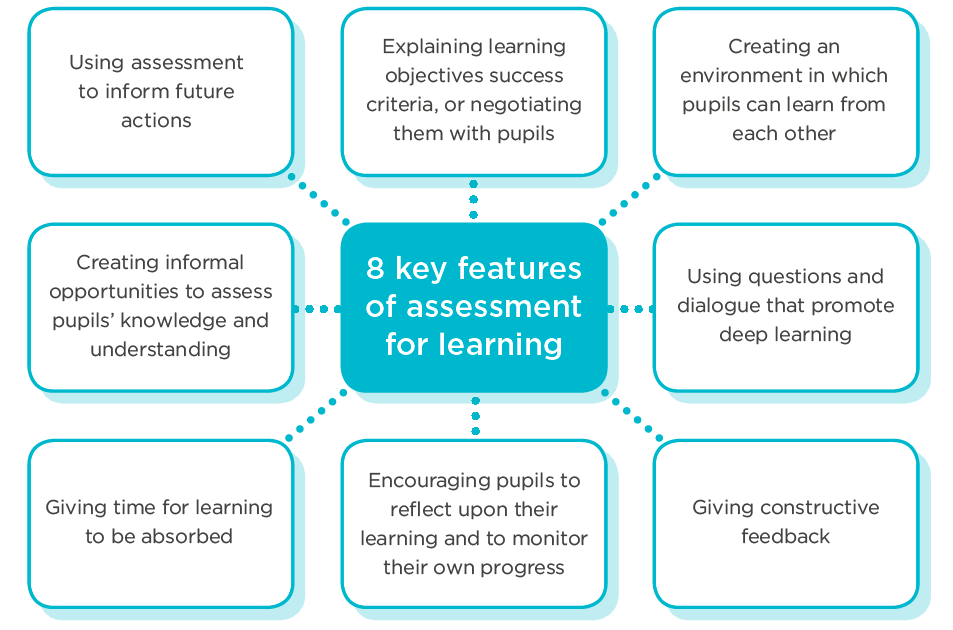 Using assessment
to inform future
actions
Explaining learning
objectives success
criteria, or negotiating
them with pupils
Creating an
environment in which
pupils can learn from
each other
Creating informal
opportunities to assess
pupils’ knowledge and
understanding
8 key features
of assessment
for learning
Using questions and
dialogue that promote
deep learning
Giving time for learning
to be absorbed
Encouraging pupils to
reflect upon their
learning and to monitor
their own progress
Giving constructive
feedback